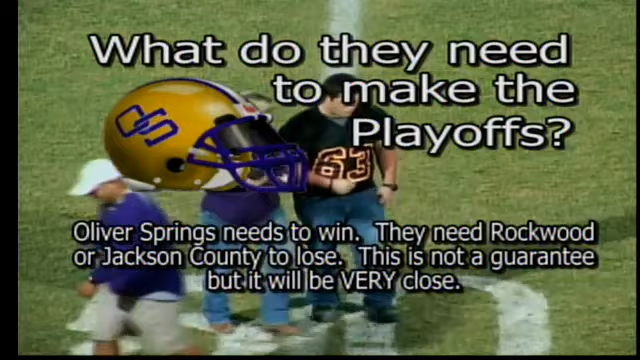 What do they need
to make the
Playoffs?
OS
63
Oliver Springs needs to win. They need Rockwood
or Jackson County to lose. This is not a guarantee
but it will be VERY close.